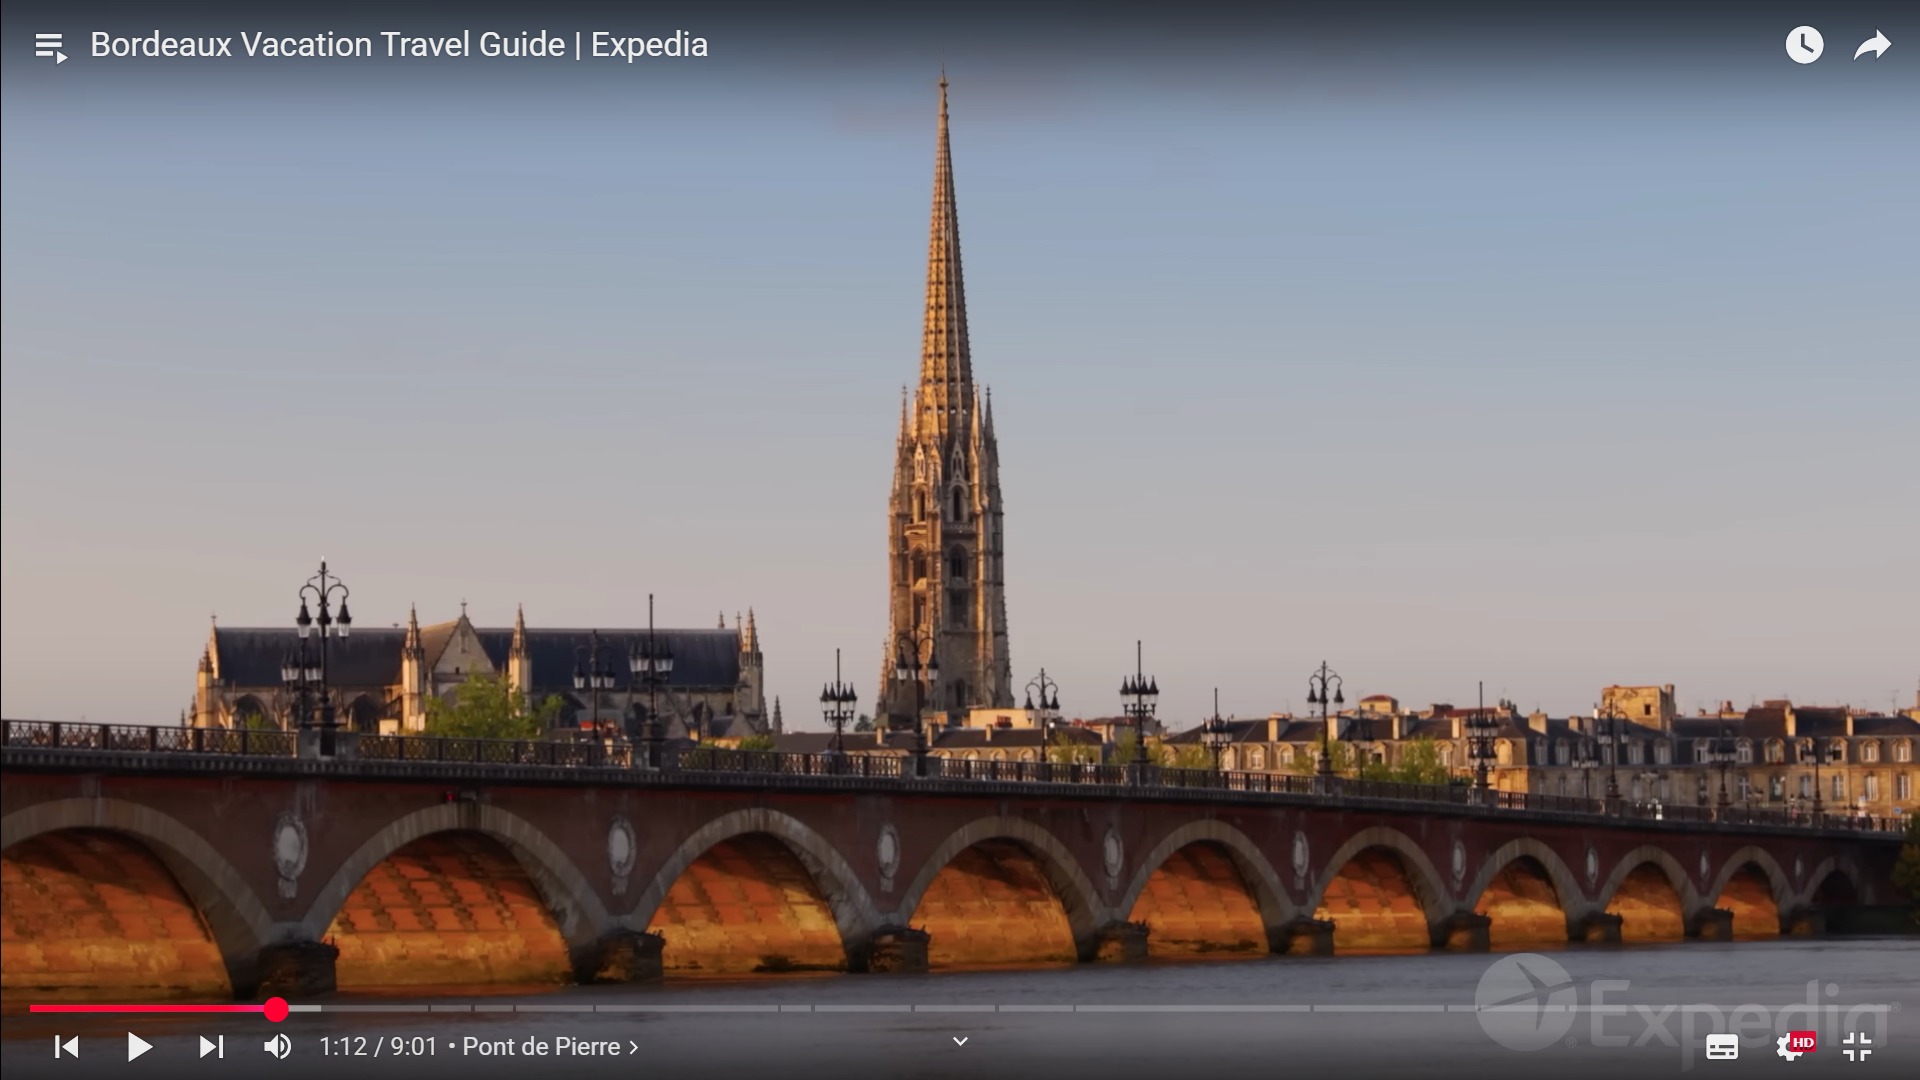 Bordeaux Vacation Travel Guide | Expedia
Expedia
1:12 / 9:01 • Pont de Pierre
HD